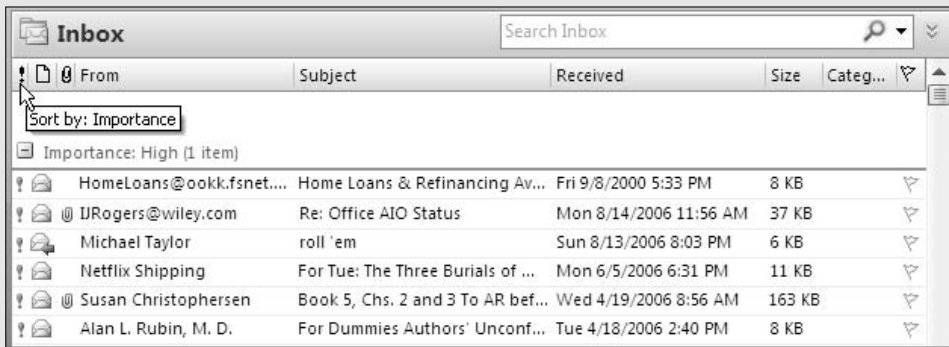 Inbox Search Inbox
! From Subject Received Size Categ...
Sort by: Importance
Importance: High (1 item)
! HomeLoans@ookk.fsnet.... Home Loans & Refinancing Av... Fri 9/8/2000 5:33 PM 8 KB
! IJRogers@wiley.com Re: Office AIO Status Mon 8/14/2006 11:56 AM 37 KB
! Michael Taylor roll 'em Sun 8/13/2006 8:03 PM 6 KB
! Netflix Shipping For Tue: The Three Burials of ... Mon 6/5/2006 6:31 PM 11 KB
! Susan Christophersen Book 5, Chs. 2 and 3 To AR bef... Wed 4/19/2006 8:56 AM 163 KB
! Alan L. Rubin, M. D. For Dummies Authors' Unconf... Tue 4/18/2006 2:40 PM 8 KB